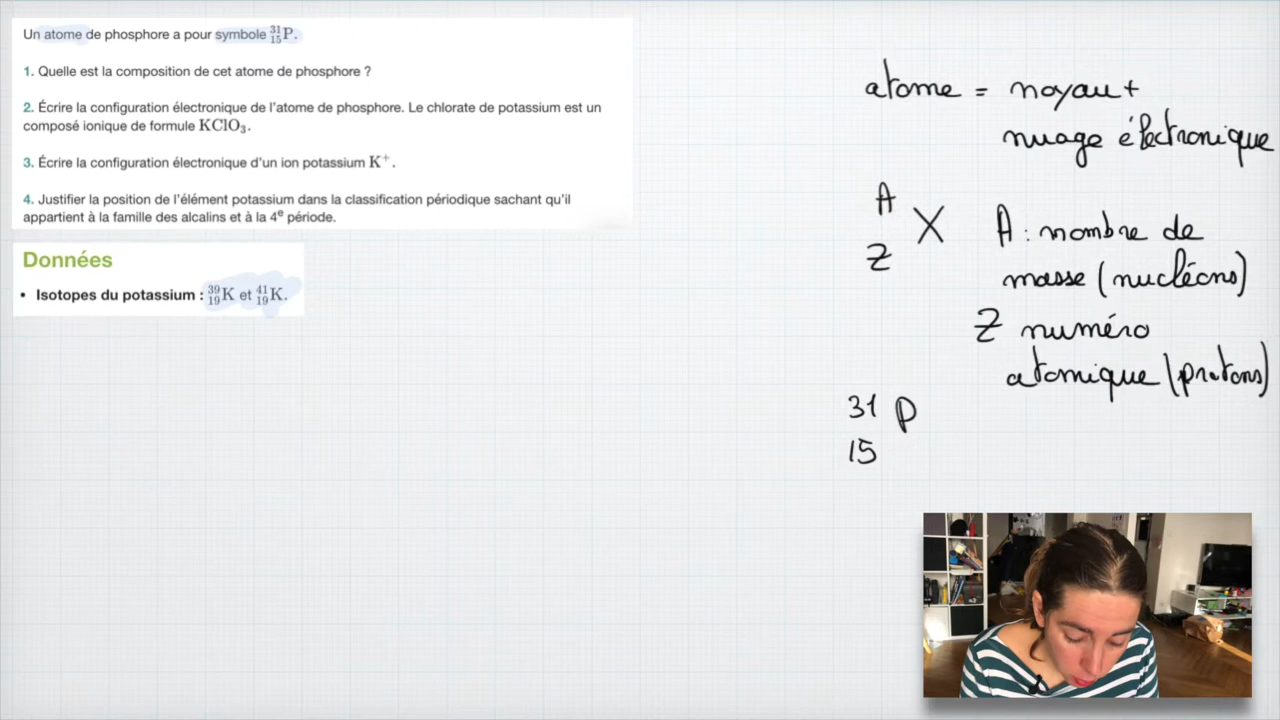 Un atome de phosphore a pour symbole ³¹₁₅P.
1. Quelle est la composition de cet atome de phosphore ?
2. Écrire la configuration électronique de l'atome de phosphore. Le chlorate de potassium est un
composé ionique de formule KClO₃.
3. Écrire la configuration électronique d'un ion potassium K⁺.
4. Justifier la position de l'élément potassium dans la classification périodique sachant qu'il
appartient à la famille des alcalins et à la 4ᵉ période.
Données
• Isotopes du potassium : ³⁹₁₉K et ⁴¹₁₉K.
atome = noyau +
nuage électronique
A
Z X
A : nombre de
masse (nucléons)
Z numéro
atomique (protons)
31 P
15